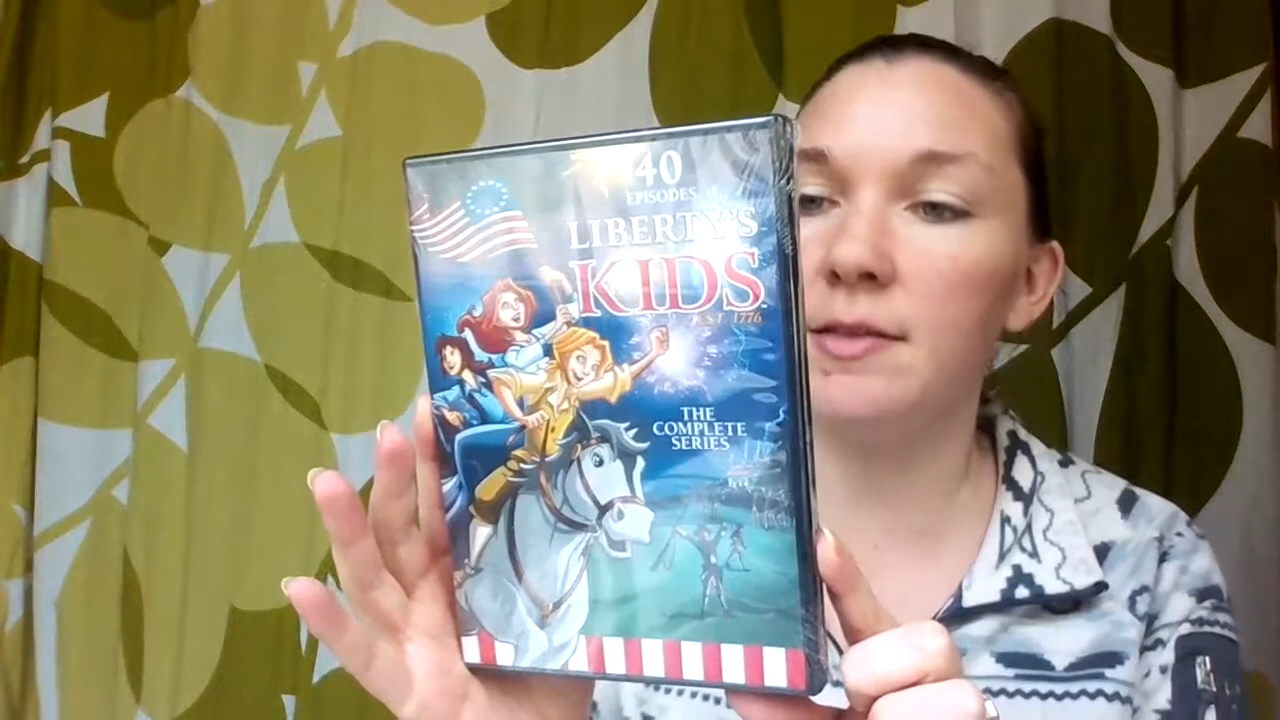 40
EPISODES
LIBERTY'S
KIDS
EST. 1776
THE
COMPLETE
SERIES